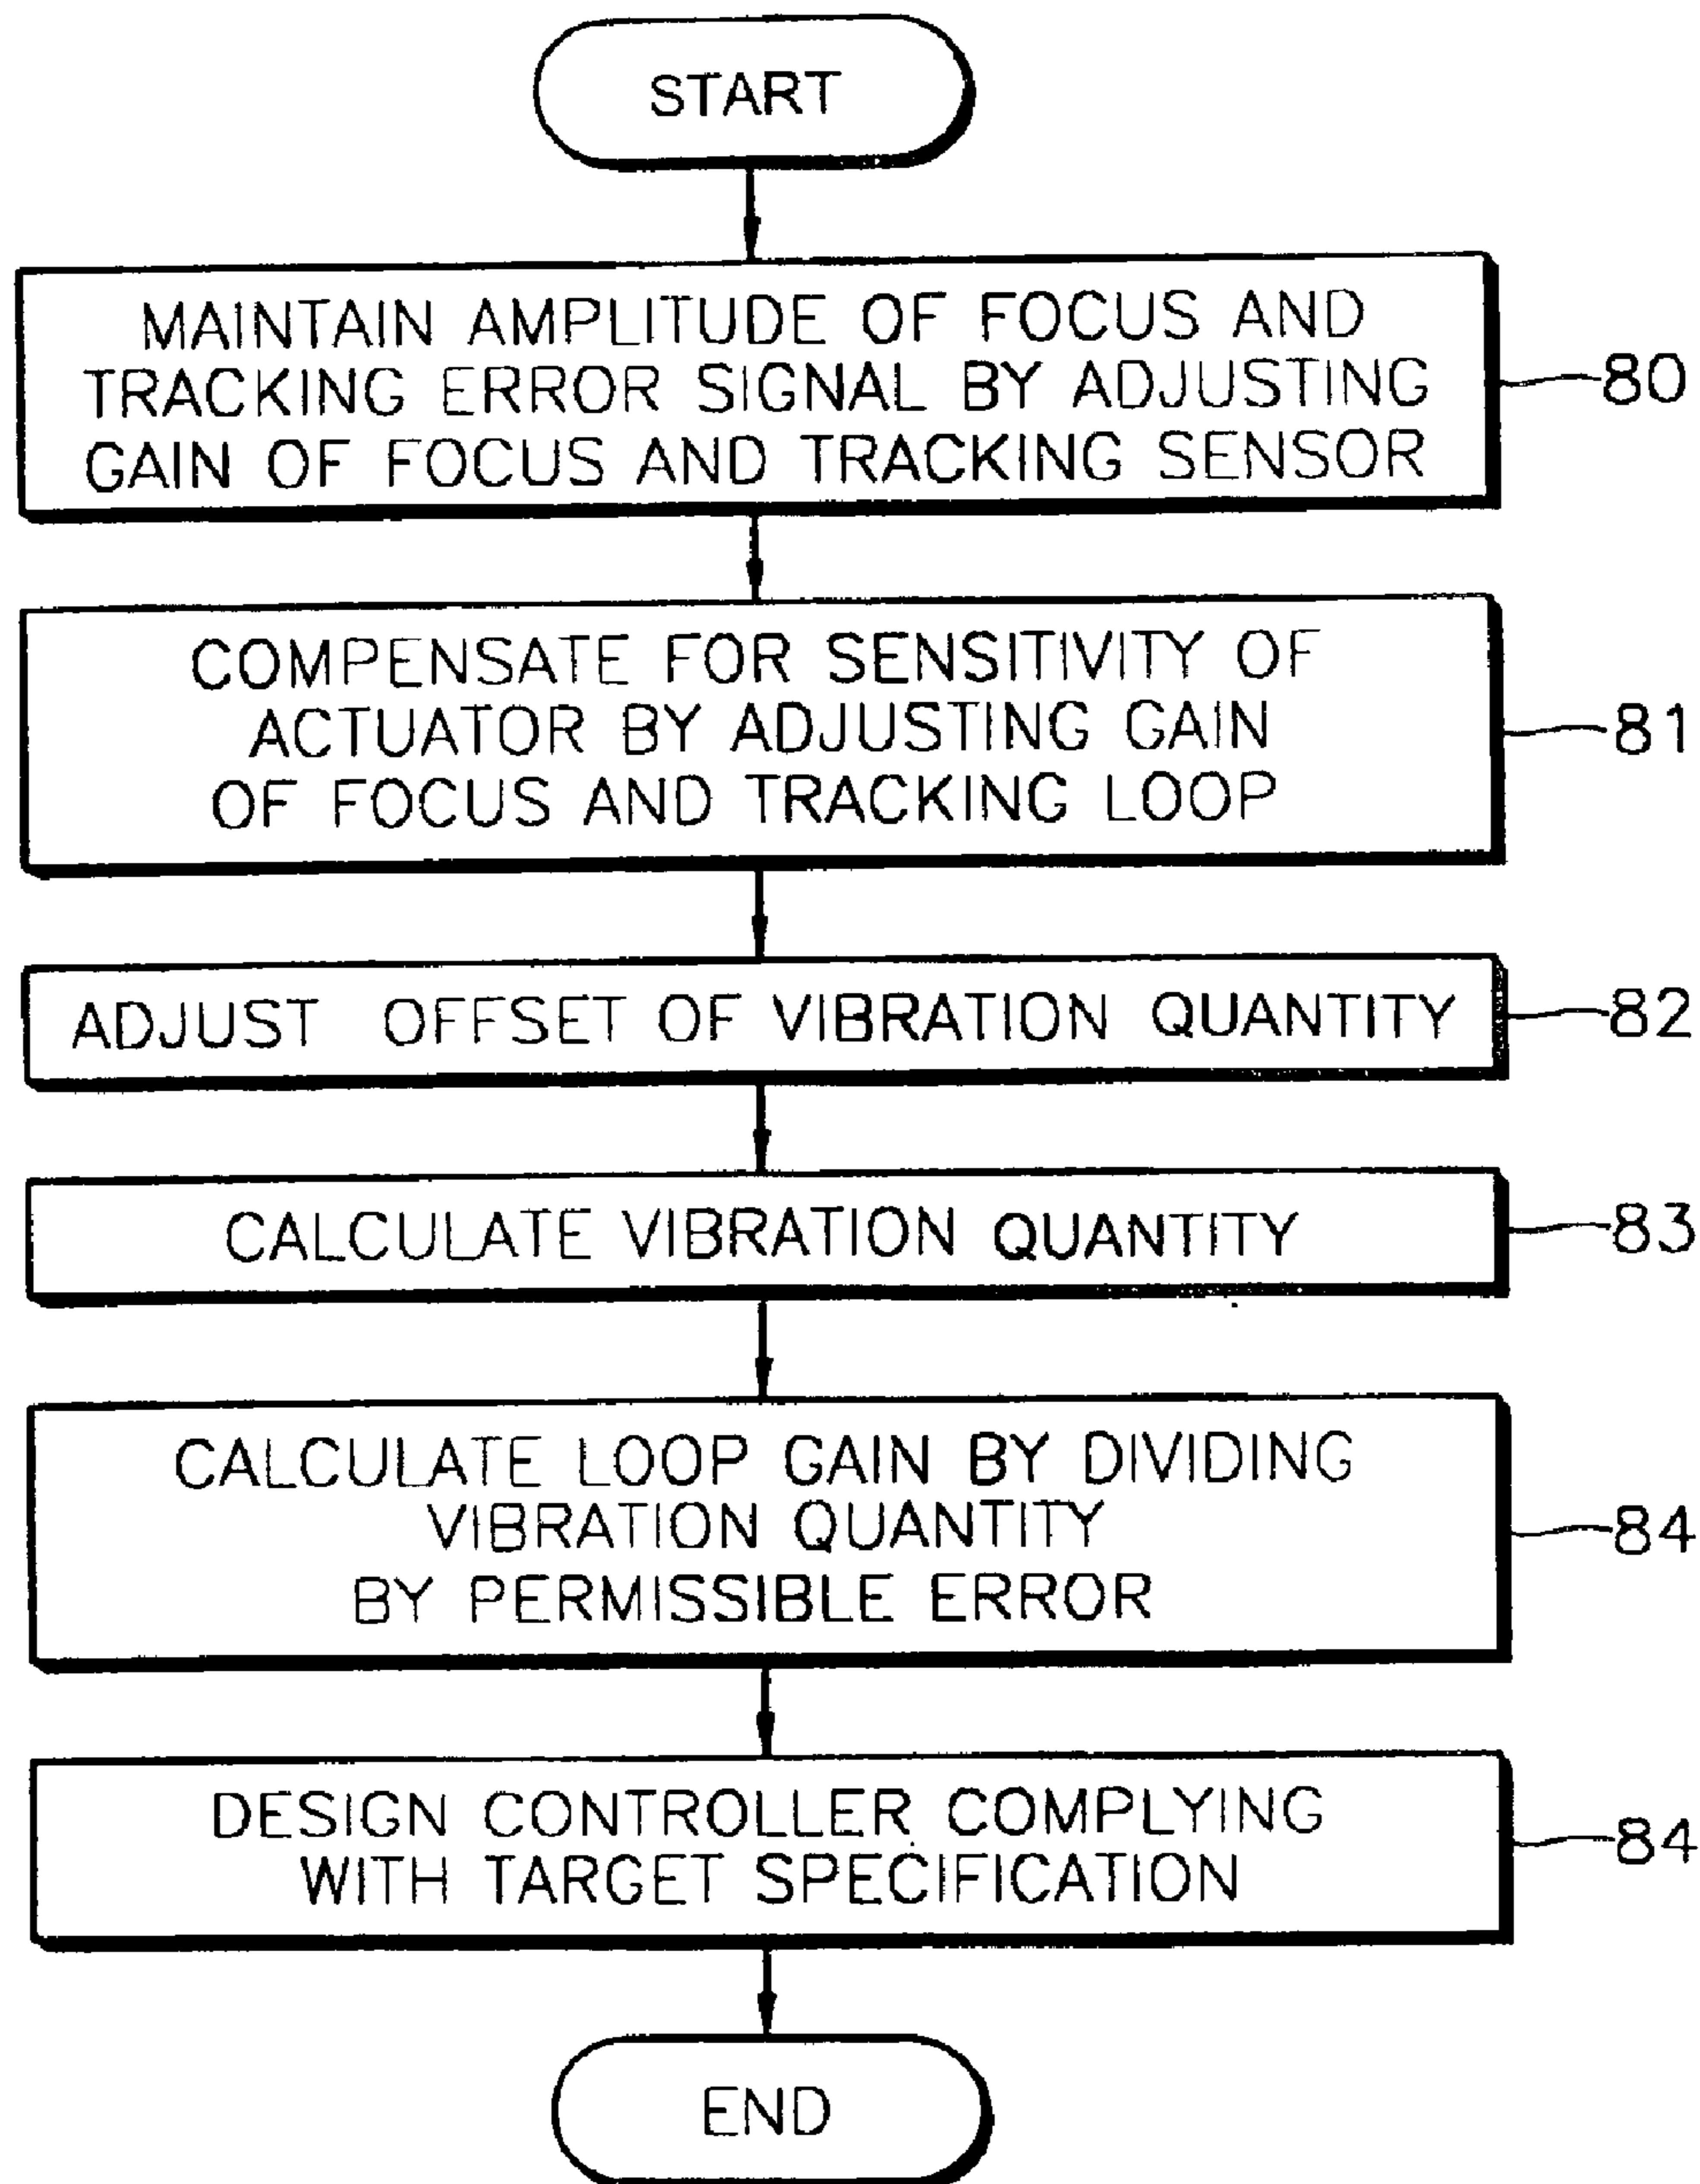 START
MAINTAIN AMPLITUDE OF FOCUS AND
TRACKING ERROR SIGNAL BY ADJUSTING
GAIN OF FOCUS AND TRACKING SENSOR
80
COMPENSATE FOR SENSITIVITY OF
ACTUATOR BY ADJUSTING GAIN
OF FOCUS AND TRACKING LOOP
81
ADJUST OFFSET OF VIBRATION QUANTITY
82
CALCULATE VIBRATION QUANTITY
83
CALCULATE LOOP GAIN BY DIVIDING
VIBRATION QUANTITY
BY PERMISSIBLE ERROR
84
DESIGN CONTROLLER COMPLYING
WITH TARGET SPECIFICATION
84
END